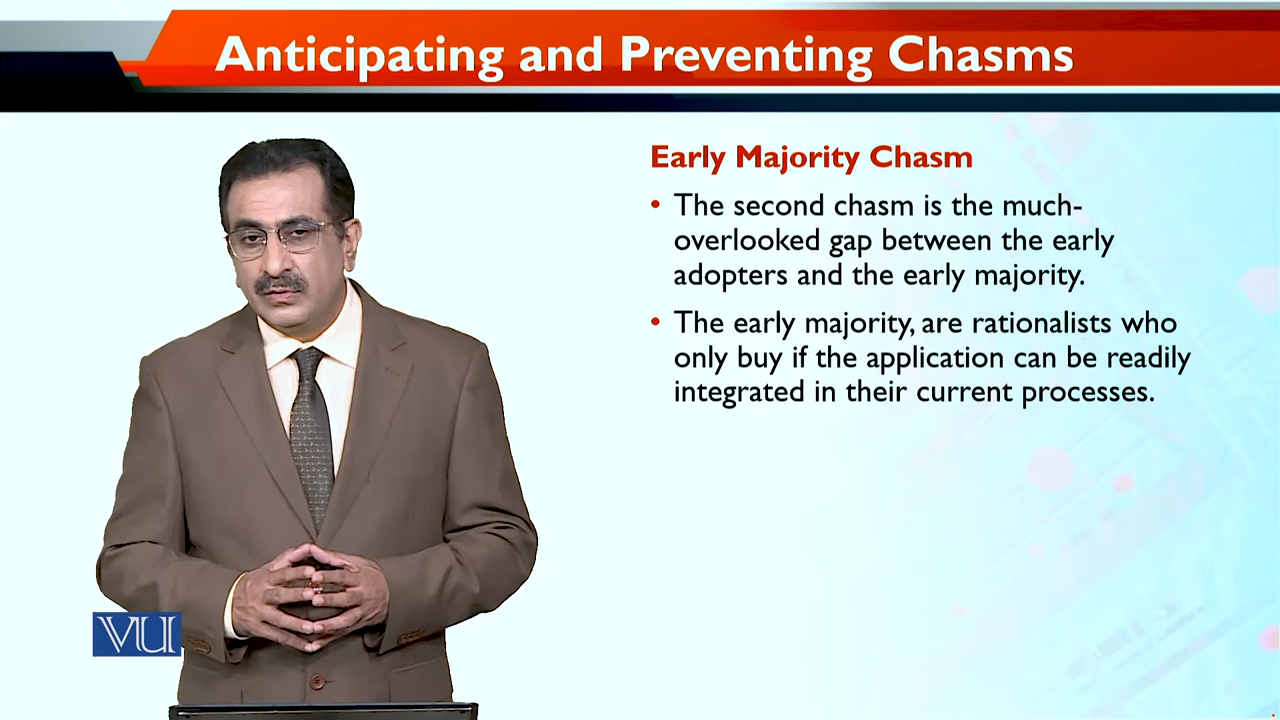 Anticipating and Preventing Chasms
Early Majority Chasm
• The second chasm is the much-
overlooked gap between the early
adopters and the early majority.
• The early majority, are rationalists who
only buy if the application can be readily
integrated in their current processes.
VU